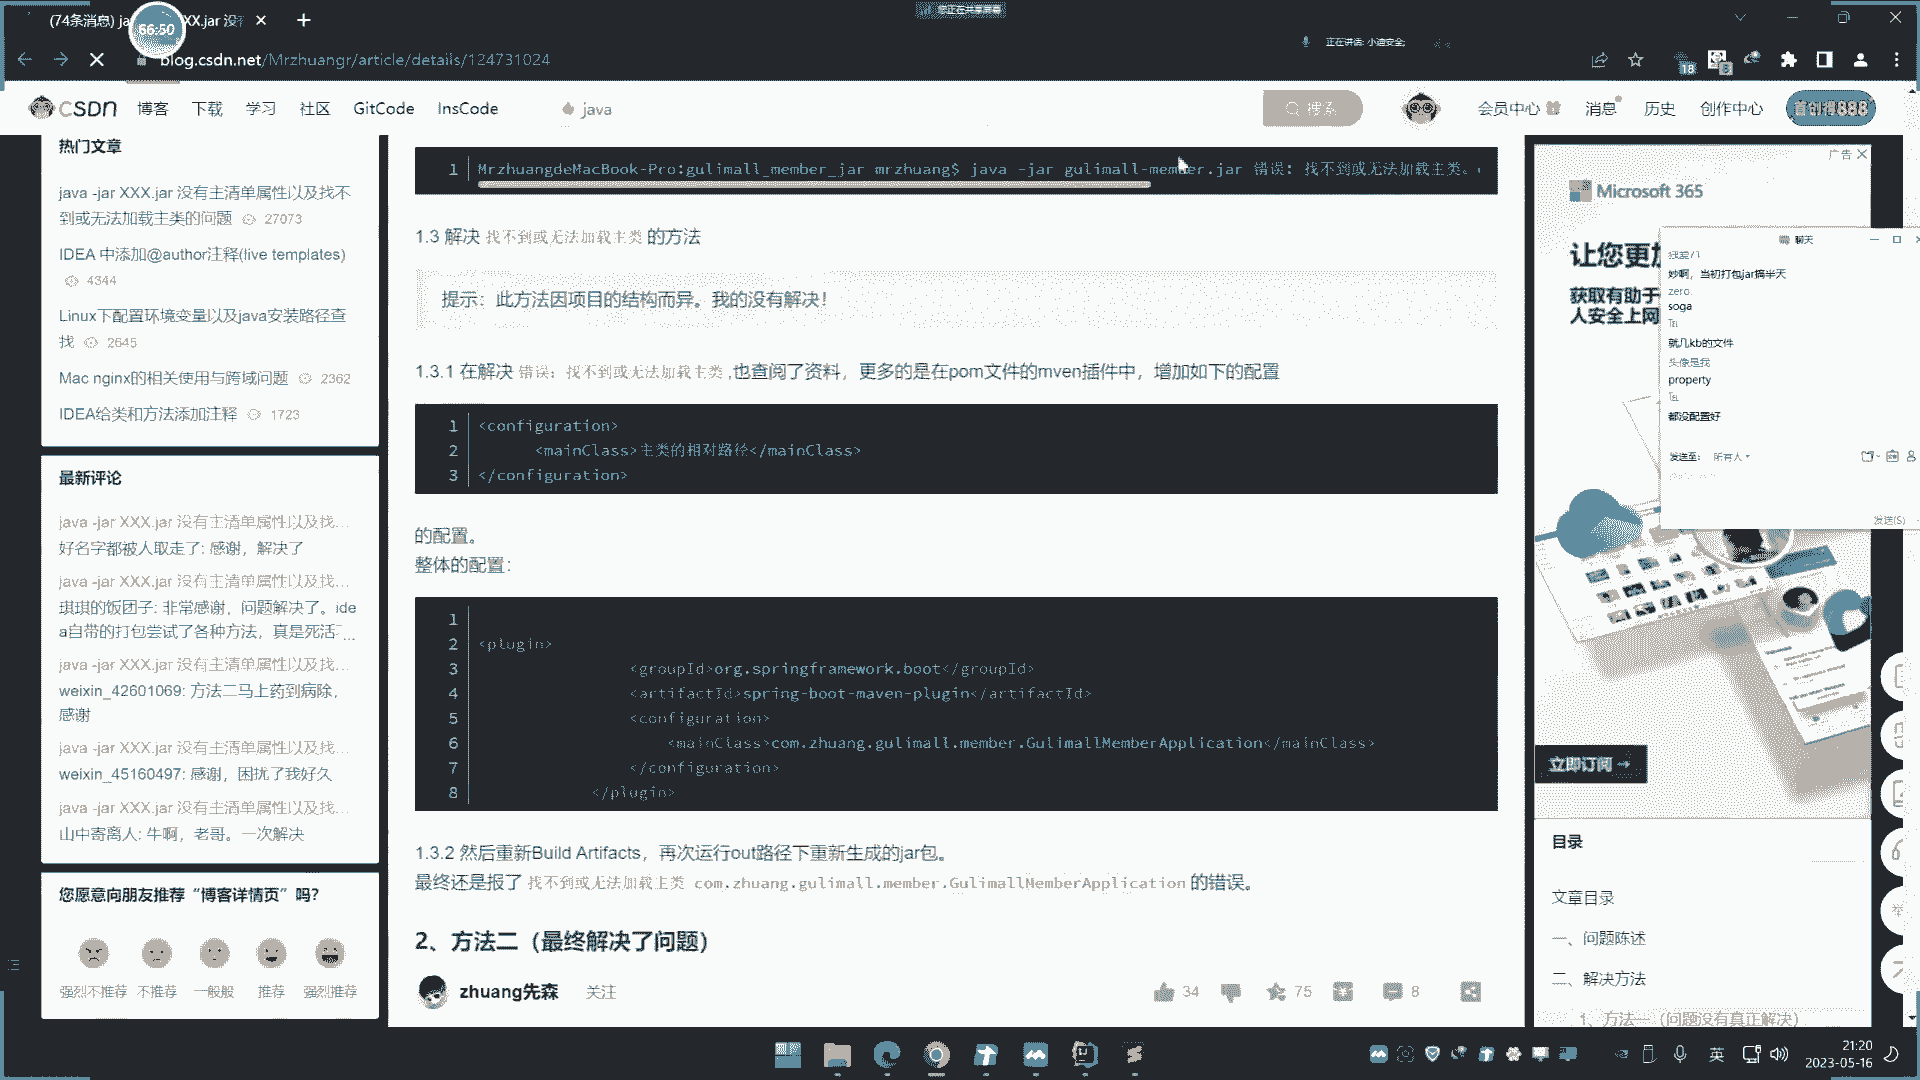 (74条消息) ja XX.jar 没有
66:50
您正在共享屏幕
正在讲话: 小迪安全;
blog.csdn.net/Mrzhuangr/article/details/124731024
18
CSDN 博客 下载 学习 社区 GitCode InsCode java 搜索 会员中心 消息 历史 创作中心 首创得888
热门文章
java -jar XXX.jar 没有主清单属性以及找不
到或无法加载主类的问题 27073
IDEA 中添加@author注释(live templates)
4344
Linux下配置环境变量以及java安装路径查
找 2645
Mac nginx的相关使用与跨域问题 2362
IDEA给类和方法添加注释 1723
最新评论
java -jar XXX.jar 没有主清单属性以及找...
好名字都被人取走了: 感谢，解决了
java -jar XXX.jar 没有主清单属性以及找...
琪琪的饭团子: 非常感谢，问题解决了。ide
a自带的打包尝试了各种方法，真是死活...
java -jar XXX.jar 没有主清单属性以及找...
weixin_42601069: 方法二马上药到病除，
感谢
java -jar XXX.jar 没有主清单属性以及找...
weixin_45160497: 感谢，困扰了我好久
java -jar XXX.jar 没有主清单属性以及找...
山中寄离人: 牛啊，老哥。一次解决
您愿意向朋友推荐“博客详情页”吗？
强烈不推荐 不推荐 一般般 推荐 强烈推荐
1 MrzhuangdeMacBook-Pro:gulimall_member_jar mrzhuang$ java -jar gulimall-member.jar 错误: 找不到或无法加载主类。
1.3 解决 找不到或无法加载主类 的方法
提示：此方法因项目的结构而异。我的没有解决！
1.3.1 在解决 错误: 找不到或无法加载主类 ,也查阅了资料，更多的是在pom文件的mven插件中，增加如下的配置
1 <configuration>
2 <mainClass>主类的相对路径</mainClass>
3 </configuration>
的配置。
整体的配置：
1
2 <plugin>
3 <groupId>org.springframework.boot</groupId>
4 <artifactId>spring-boot-maven-plugin</artifactId>
5 <configuration>
6 <mainClass>com.zhuang.gulimall.member.GulimallMemberApplication</mainClass>
7 </configuration>
8 </plugin>
1.3.2 然后重新Build Artifacts，再次运行out路径下重新生成的jar包。
最终还是报了 找不到或无法加载主类 com.zhuang.gulimall.member.GulimallMemberApplication 的错误。
2、方法二（最终解决了问题）
zhuang先森 关注 34 75 8
广告
Microsoft 365
让您更加
获取有助于
人安全上网
立即订阅 →
聊天
妙啊，当初打包jar搞半天
zero
soga
就几kb的文件
头像是我
property
都没配置好
发送至: 所有人
发送(S)
目录
文章目录
一、问题陈述
二、解决方法
1、方法一（问题没有真正解决）
英
21:20
2023-05-16